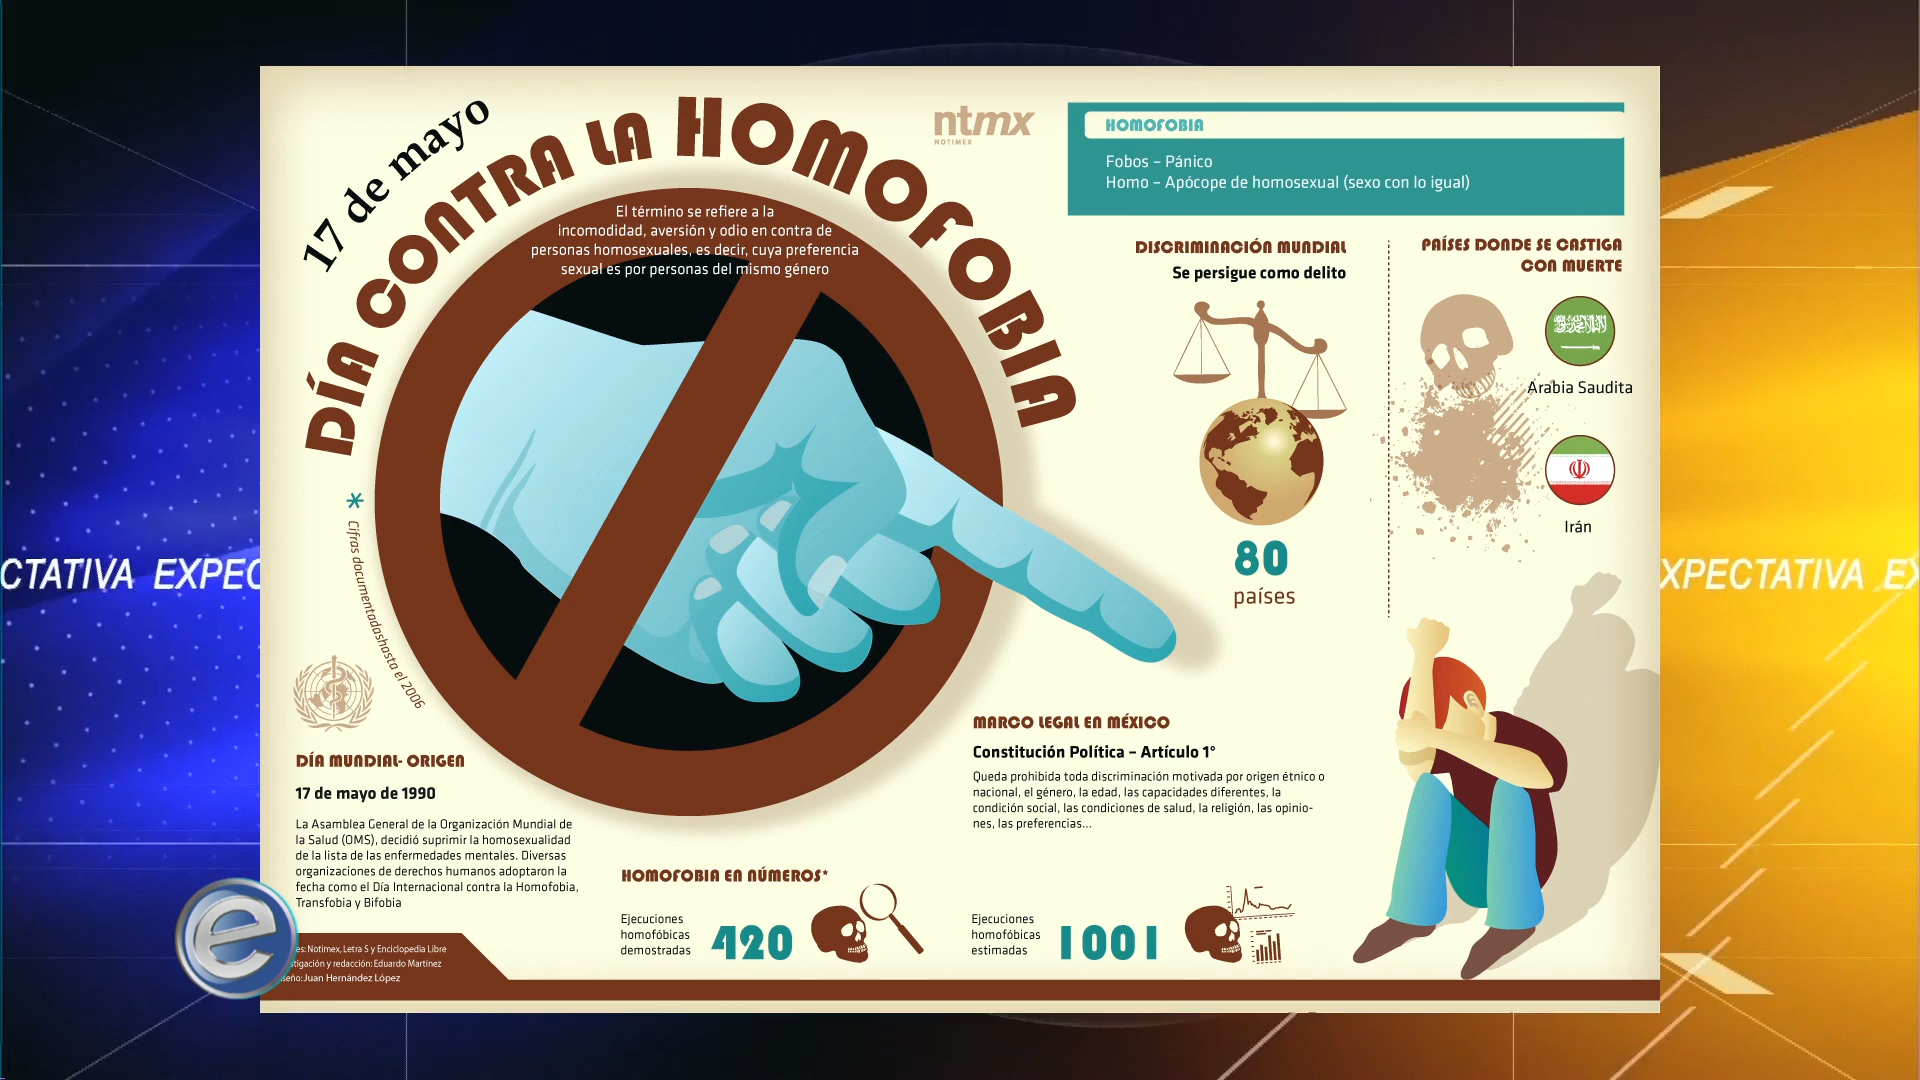 17 de mayo
DÍA CONTRA LA HOMOFOBIA
ntmx
NOTIMEX
El término se refiere a la
incomodidad, aversión y odio en contra de
personas homosexuales, es decir, cuya preferencia
sexual es por personas del mismo género
HOMOFOBIA
Fobos – Pánico
Homo – Apócope de homosexual (sexo con lo igual)
DISCRIMINACIÓN MUNDIAL
Se persigue como delito
80
países
PAÍSES DONDE SE CASTIGA
CON MUERTE
Arabia Saudita
Irán
CTATIVA EXPEC
XPECTATIVA EX
* Cifras documentadashasta el 2006
DÍA MUNDIAL- ORIGEN
17 de mayo de 1990
La Asamblea General de la Organización Mundial de
la Salud (OMS), decidió suprimir la homosexualidad
de la lista de las enfermedades mentales. Diversas
organizaciones de derechos humanos adoptaron la
fecha como el Día Internacional contra la Homofobia,
Transfobia y Bifobia
MARCO LEGAL EN MÉXICO
Constitución Política – Artículo 1°
Queda prohibida toda discriminación motivada por origen étnico o
nacional, el género, la edad, las capacidades diferentes, la
condición social, las condiciones de salud, la religión, las opinio-
nes, las preferencias...
HOMOFOBIA EN NÚMEROS*
Ejecuciones
homofóbicas
demostradas
420
Ejecuciones
homofóbicas
estimadas
1001
e
es: Notimex, Letra S y Enciclopedia Libre
stigación y redacción: Eduardo Martínez
seño: Juan Hernández López